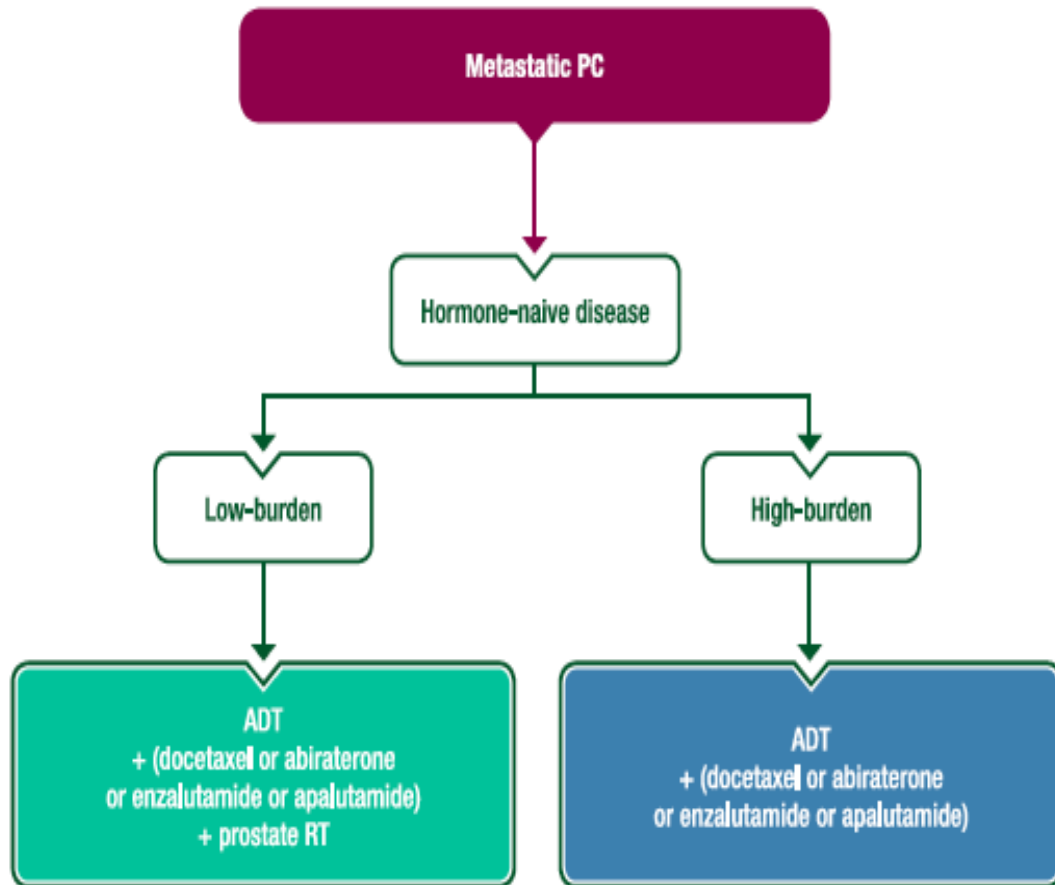 Metastatic PC
Hormone-naive disease
Low-burden
High-burden
ADT
+ (docetaxel or abiraterone
or enzalutamide or apalutamide)
+ prostate RT
ADT
+ (docetaxel or abiraterone
or enzalutamide or apalutamide)